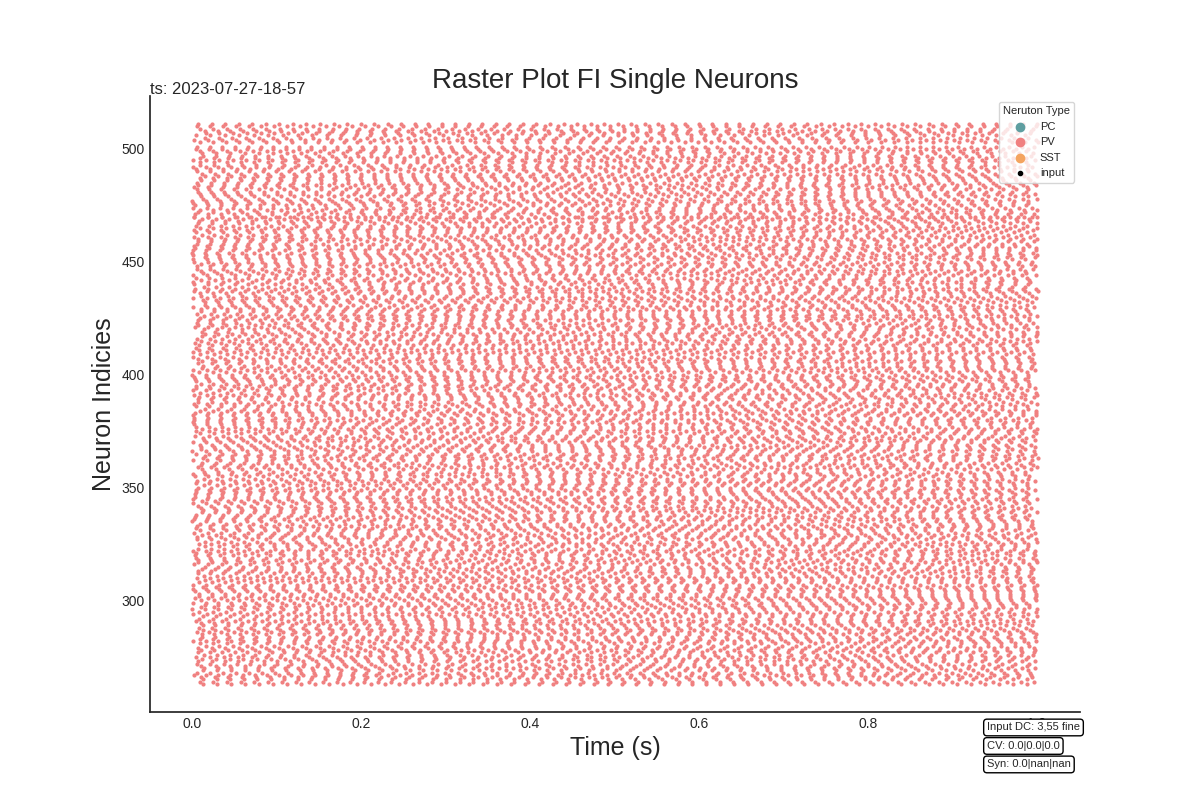 Raster Plot FI Single Neurons
ts: 2023-07-27-18-57
Neruton Type
PC
PV
SST
input
500
450
400
350
300
Neuron Indicies
0.0 0.2 0.4 0.6 0.8
Time (s)
Input DC: 3,55 fine
CV: 0.0|0.0|0.0
Syn: 0.0|nan|nan